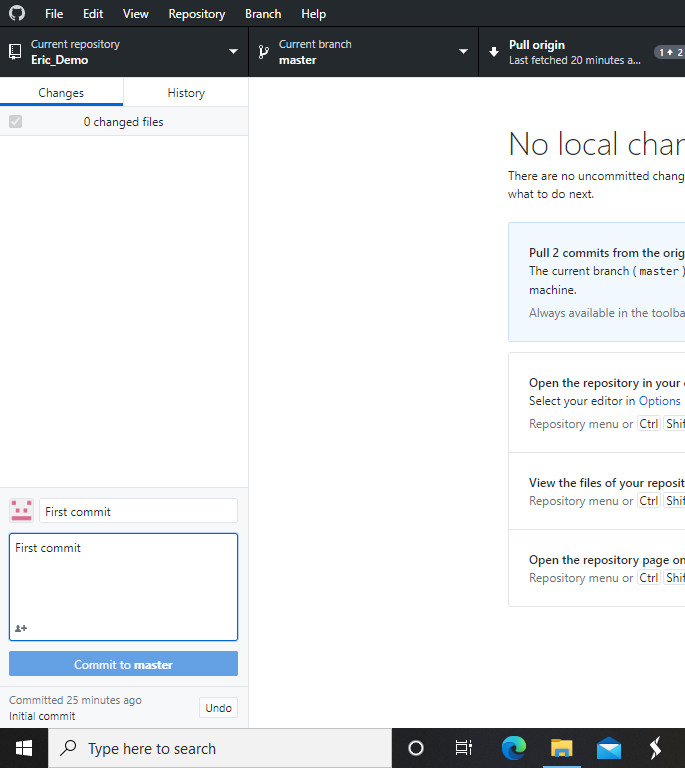 File Edit View Repository Branch Help
Current repository
Eric_Demo
Current branch
master
Pull origin
Last fetched 20 minutes a...
1 2
Changes
History
0 changed files
No local char
There are no uncommitted chang
what to do next.
Pull 2 commits from the orig
The current branch (master)
machine.
Always available in the toolba
Open the repository in your
Select your editor in Options
Repository menu or Ctrl Shif
View the files of your reposit
Repository menu or Ctrl Shif
Open the repository page on
Repository menu or Ctrl Shif
First commit
First commit
Commit to master
Committed 25 minutes ago
Initial commit
Undo
Type here to search